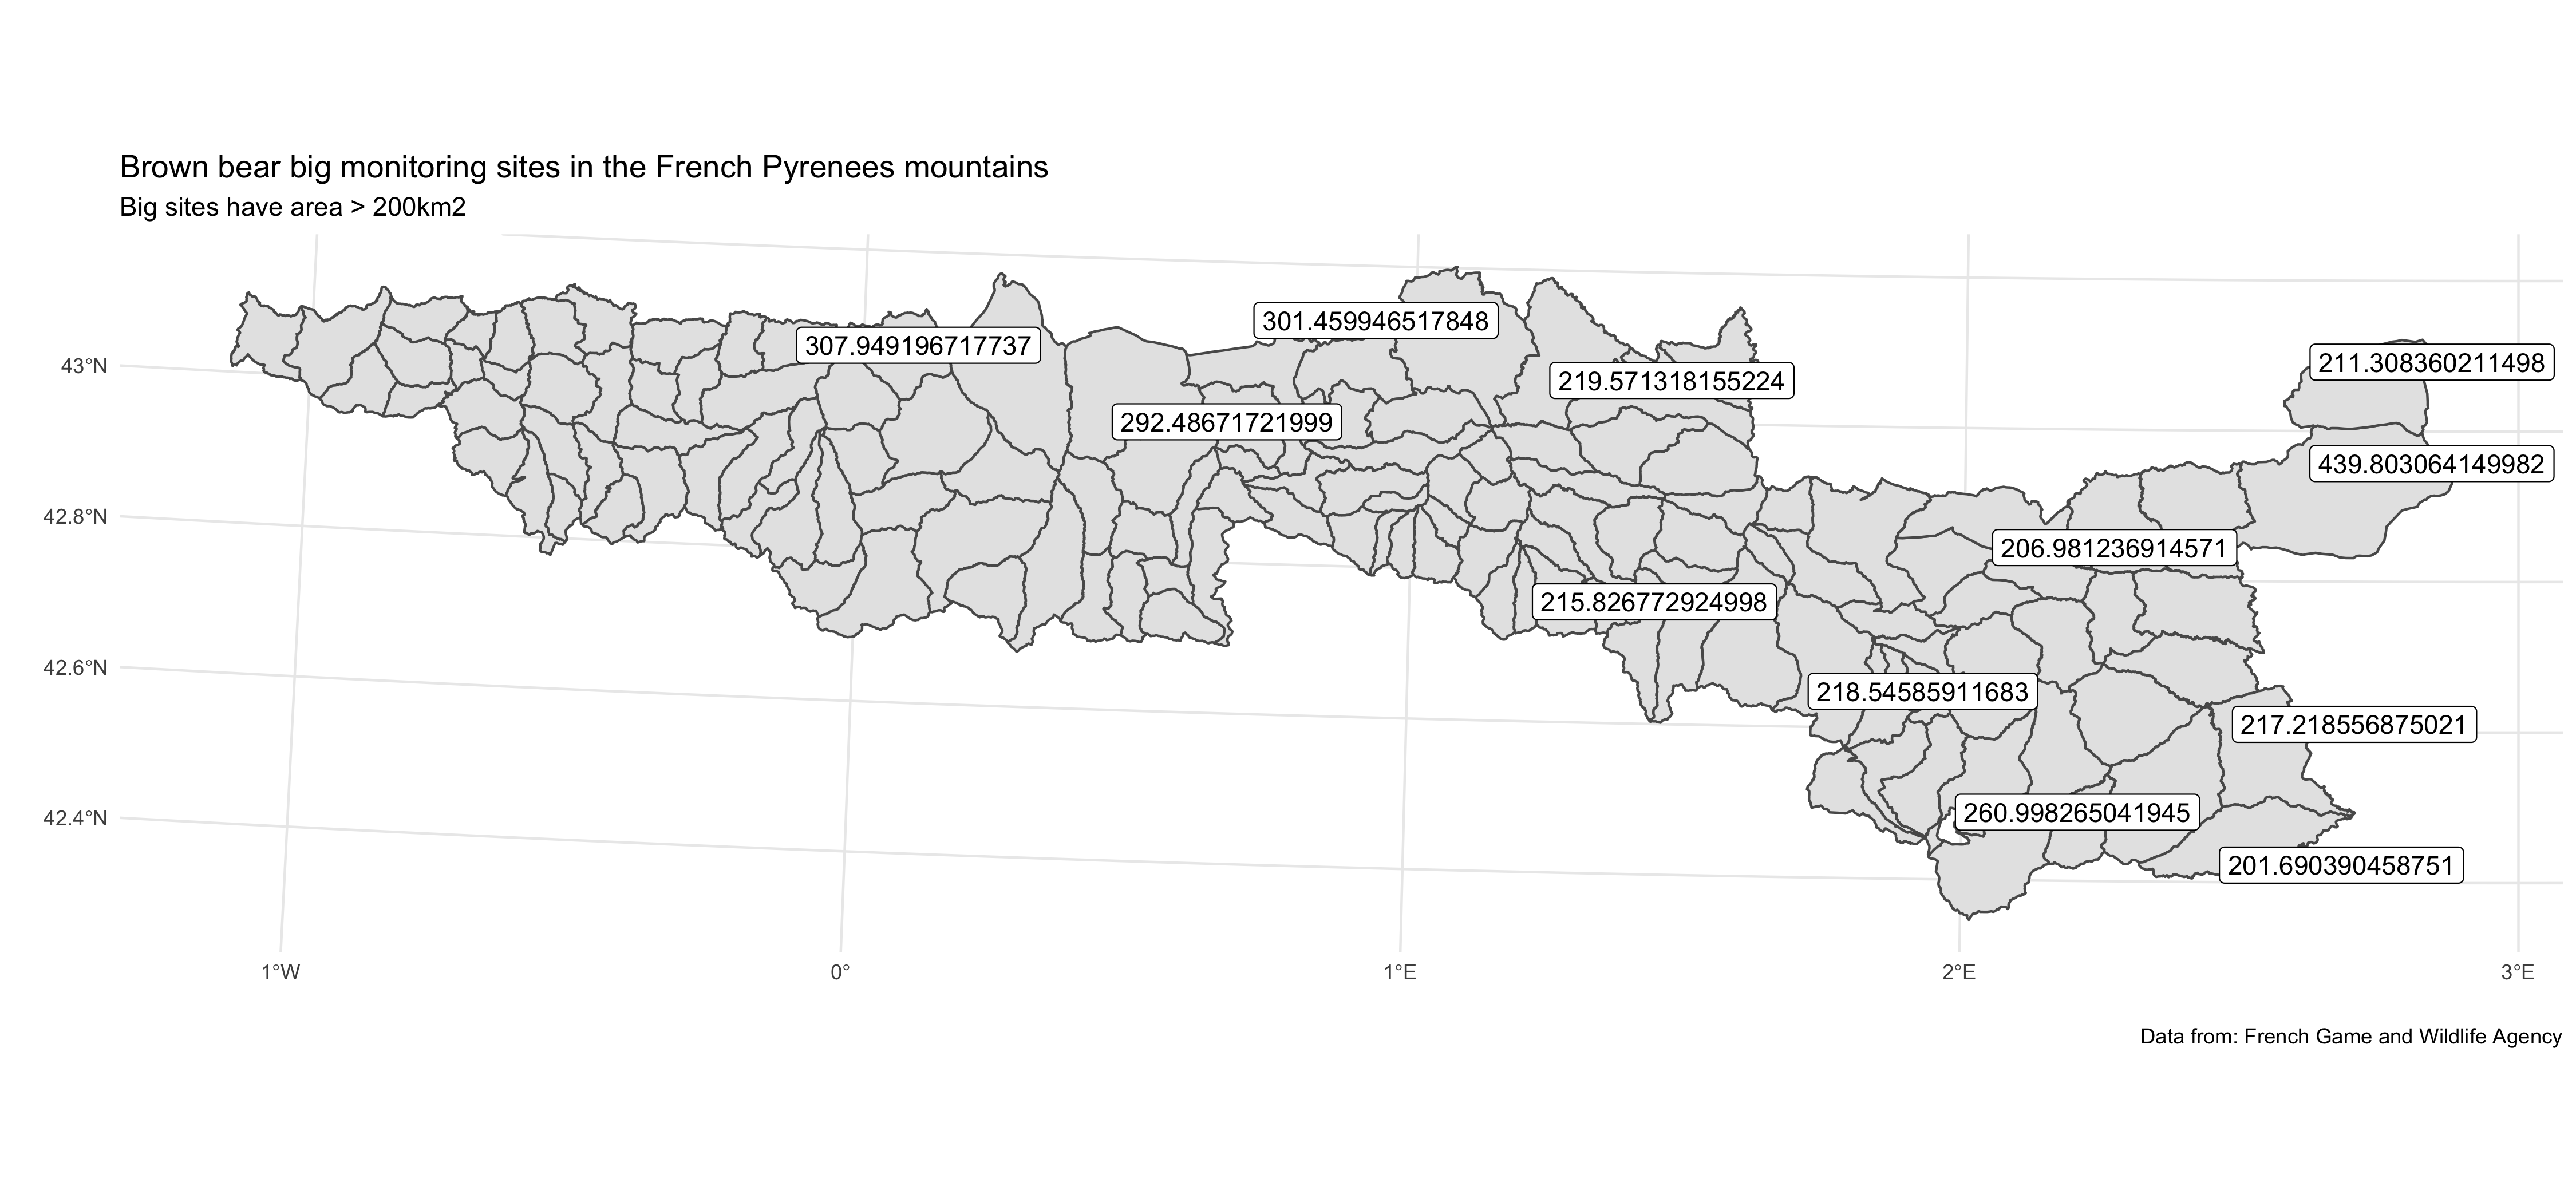 Brown bear big monitoring sites in the French Pyrenees mountains
Big sites have area > 200km2
301.459946517848
307.949196717737
43°N
211.308360211498
219.571318155224
292.48671721999
439.803064149982
42.8°N
206.981236914571
215.826772924998
42.6°N
218.54585911683
217.218556875021
260.998265041945
42.4°N
201.690390458751
1°W
0°
1°E
2°E
3°E
Data from: French Game and Wildlife Agency